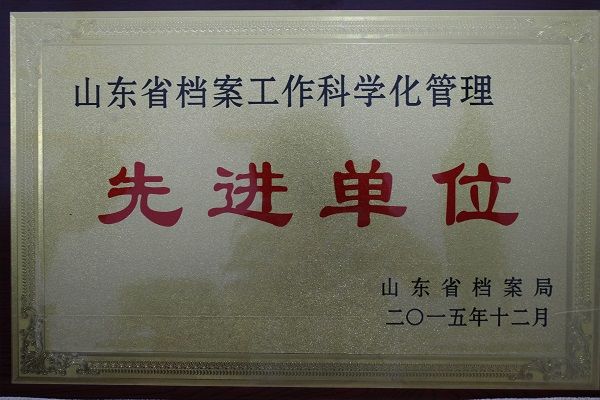 山东省档案工作科学化管理
先进单位
山东省档案局
二〇一五年十二月